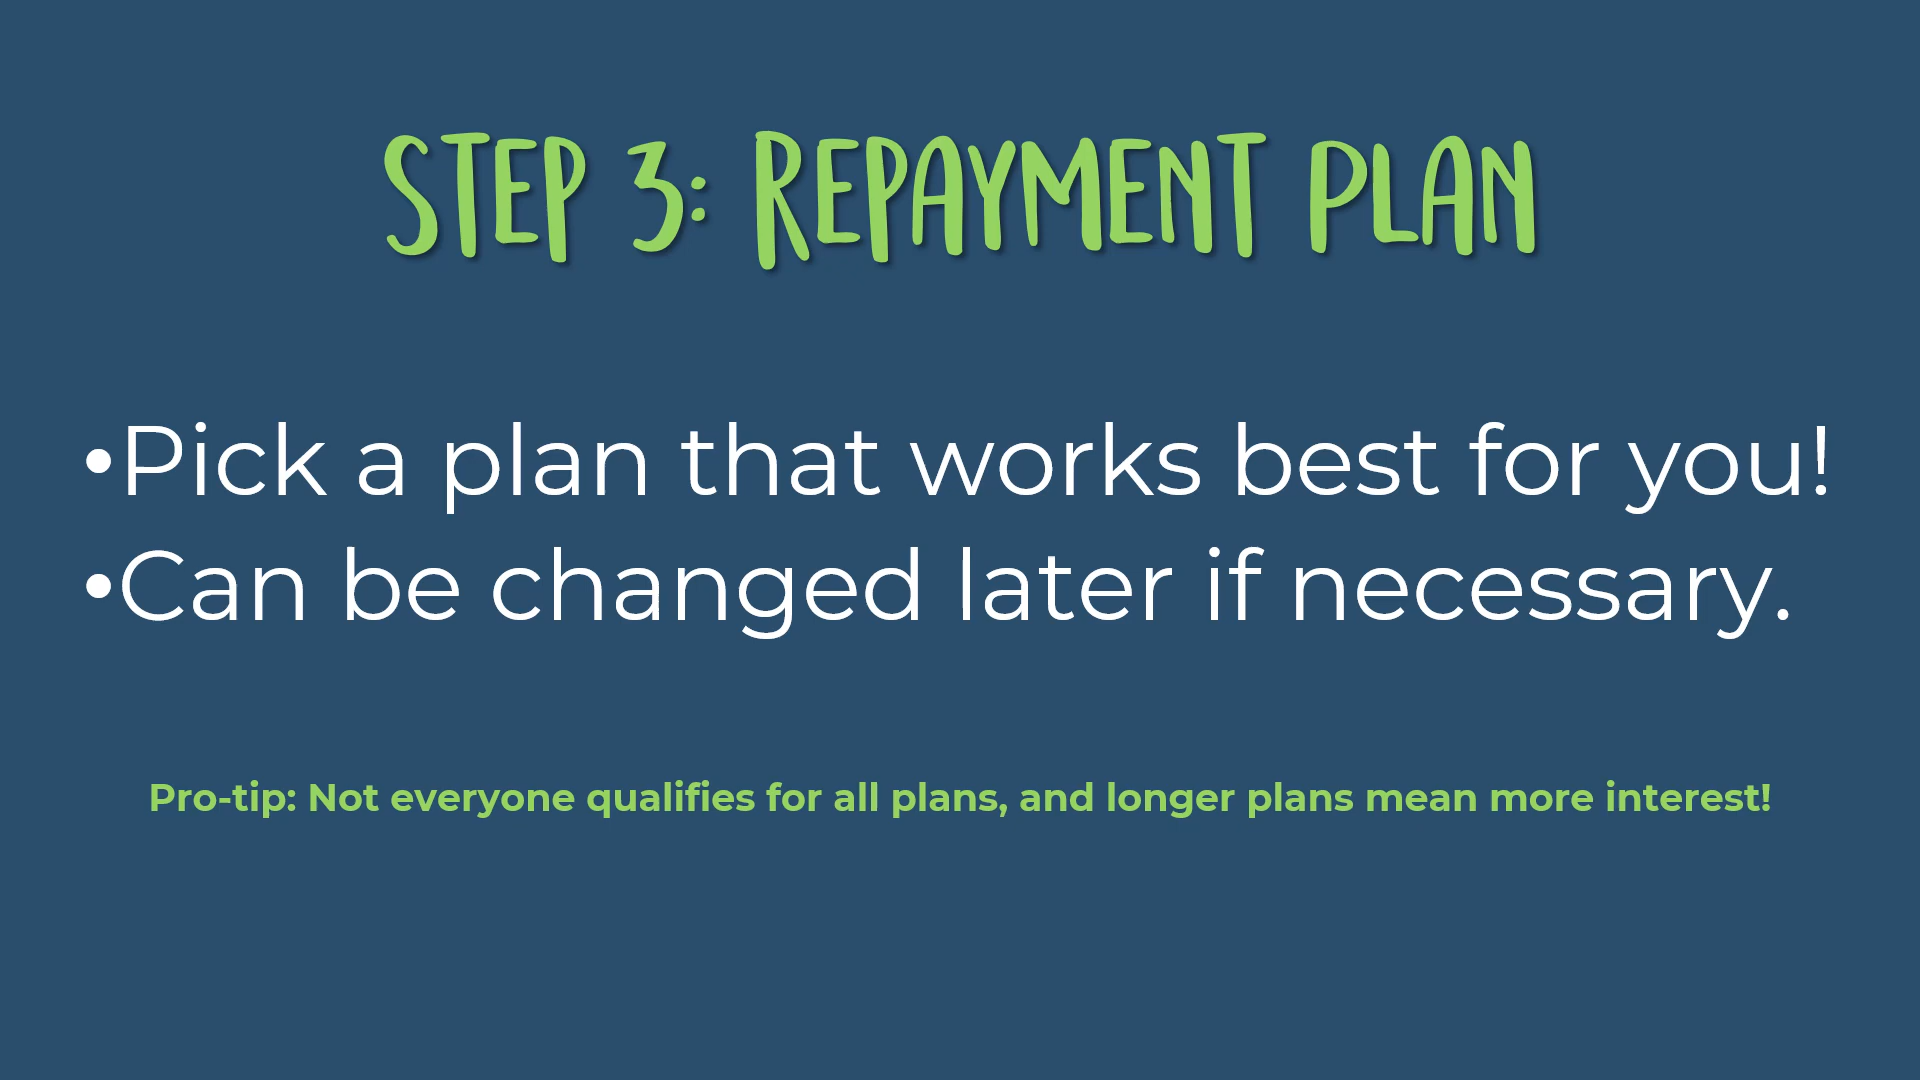 STEP 3: REPAYMENT PLAN
•Pick a plan that works best for you!
•Can be changed later if necessary.
Pro-tip: Not everyone qualifies for all plans, and longer plans mean more interest!